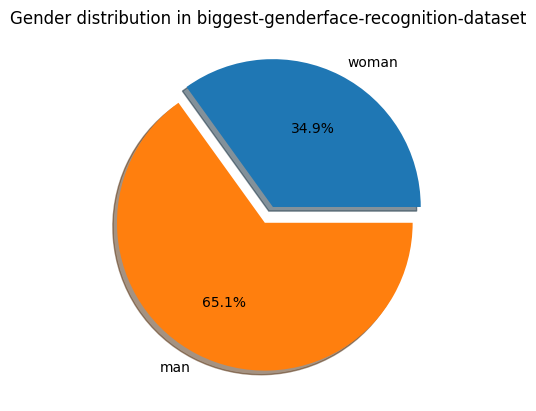 Gender distribution in biggest-genderface-recognition-dataset
woman
34.9%
65.1%
man